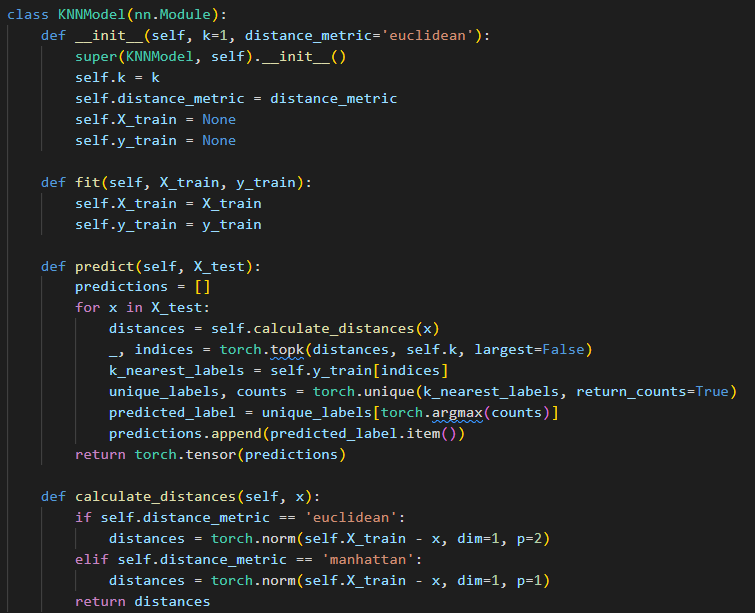 class KNNModel(nn.Module):
    def __init__(self, k=1, distance_metric='euclidean'):
        super(KNNModel, self).__init__()
        self.k = k
        self.distance_metric = distance_metric
        self.X_train = None
        self.y_train = None

    def fit(self, X_train, y_train):
        self.X_train = X_train
        self.y_train = y_train

    def predict(self, X_test):
        predictions = []
        for x in X_test:
            distances = self.calculate_distances(x)
            _, indices = torch.topk(distances, self.k, largest=False)
            k_nearest_labels = self.y_train[indices]
            unique_labels, counts = torch.unique(k_nearest_labels, return_counts=True)
            predicted_label = unique_labels[torch.argmax(counts)]
            predictions.append(predicted_label.item())
        return torch.tensor(predictions)

    def calculate_distances(self, x):
        if self.distance_metric == 'euclidean':
            distances = torch.norm(self.X_train - x, dim=1, p=2)
        elif self.distance_metric == 'manhattan':
            distances = torch.norm(self.X_train - x, dim=1, p=1)
        return distances